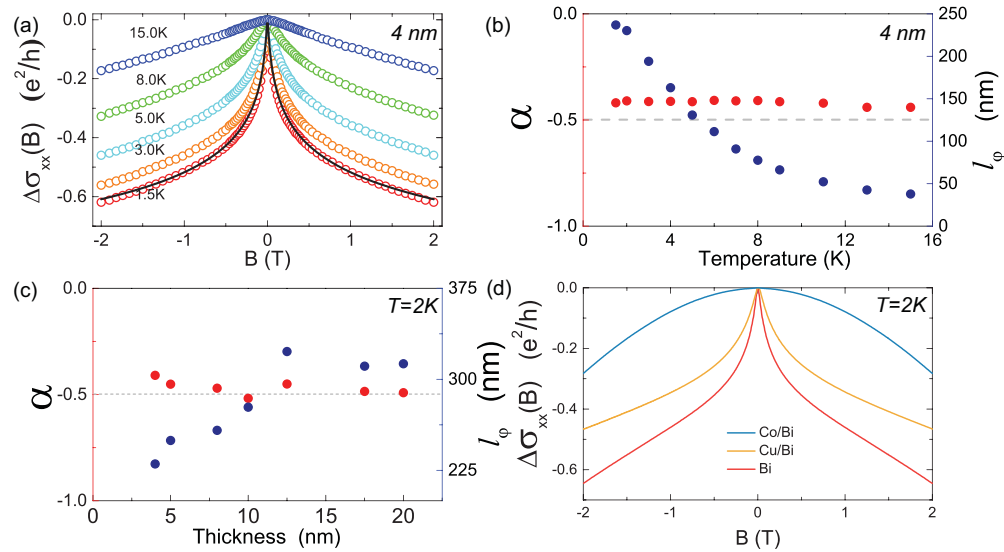 (a)
4 nm
0.0
-0.2
-0.4
-0.6
Δσxx(B) (e²/h)
15.0K
8.0K
5.0K
3.0K
1.5K
-2 -1 0 1 2
B (T)
(b)
4 nm
0.0
-0.5
-1.0
α
250
200
150
100
50
0
lφ (nm)
0 4 8 12 16
Temperature (K)
(c)
T=2K
0.0
-0.5
-1.0
α
375
300
225
lφ (nm)
0 5 10 15 20
Thickness (nm)
(d)
T=2K
0.0
-0.2
-0.4
-0.6
Δσxx(B) (e²/h)
Co/Bi
Cu/Bi
Bi
-2 -1 0 1 2
B (T)